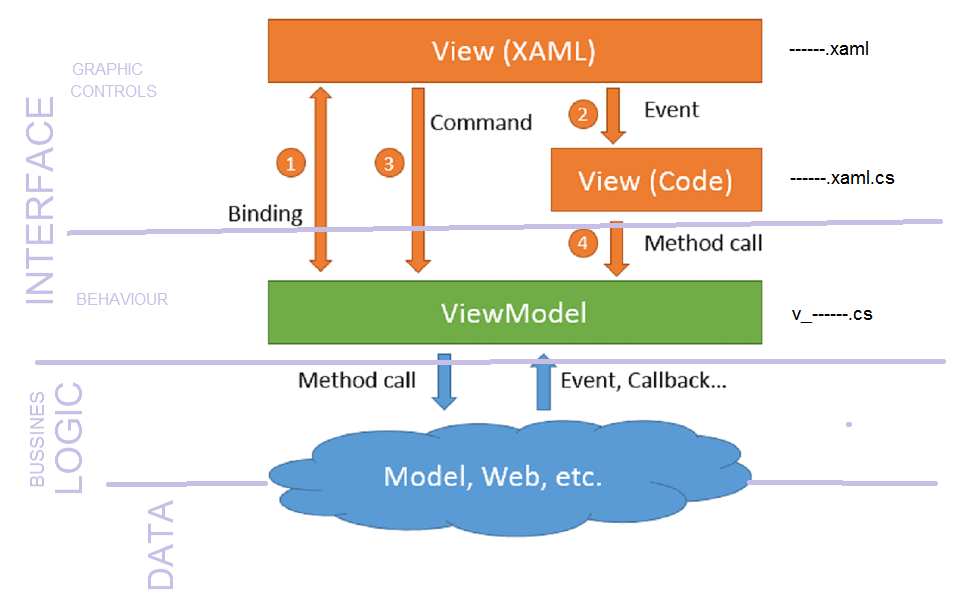 View (XAML)
------.xaml
GRAPHIC
CONTROLS
INTERFACE
2
Event
Command
1
3
View (Code)
------.xaml.cs
Binding
4
Method call
BEHAVIOUR
ViewModel
v_------.cs
Method call
Event, Callback...
BUSSINES
LOGIC
Model, Web, etc.
DATA